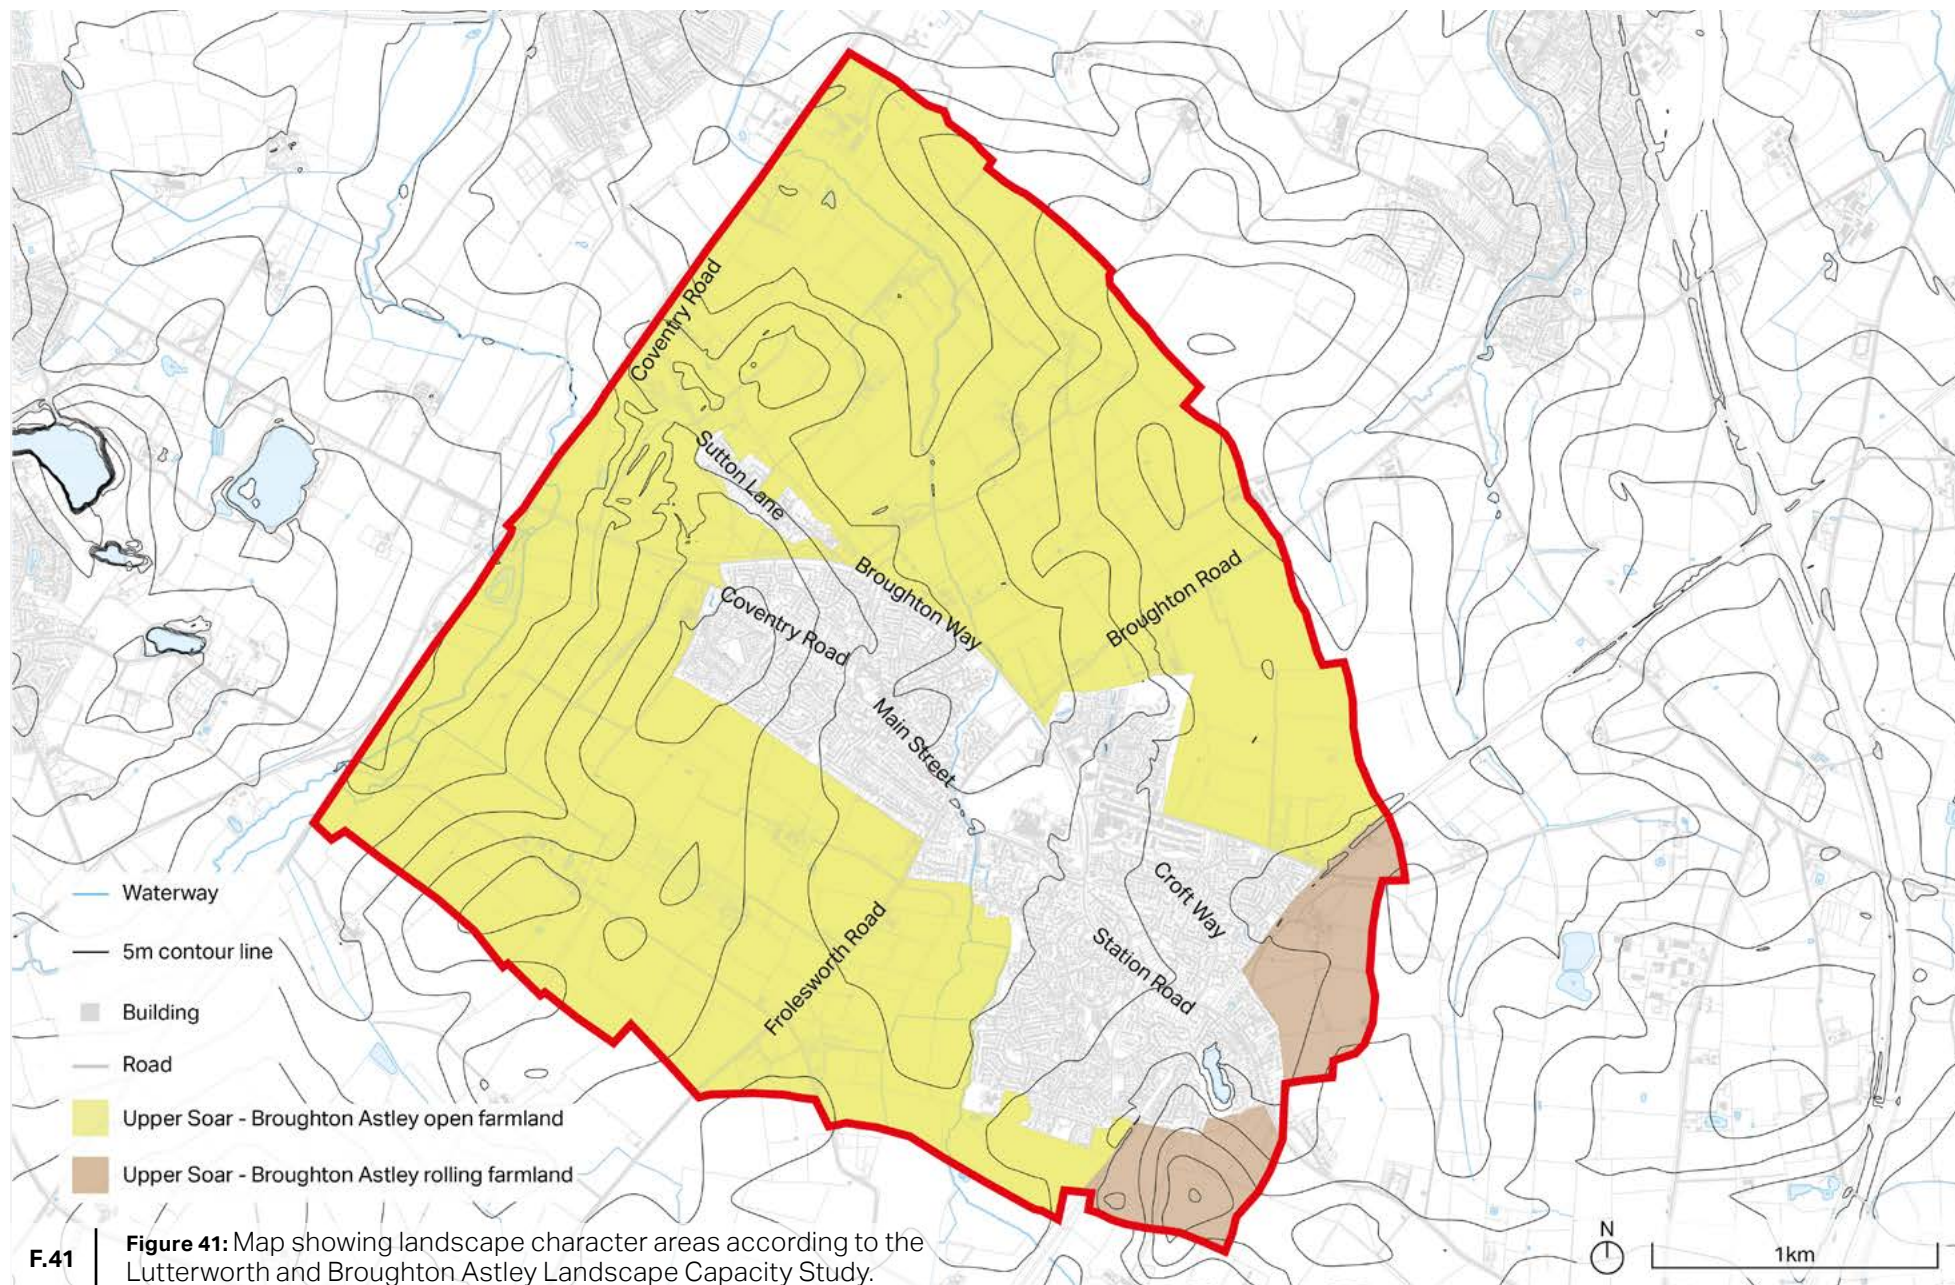 Coventry Road
Sutton Lane
Broughton Way
Broughton Road
Coventry Road
Main Street
Croft Way
Station Road
Frolesworth Road
Waterway
5m contour line
Building
Road
Upper Soar - Broughton Astley open farmland
Upper Soar - Broughton Astley rolling farmland
N
1km
F.41
Figure 41: Map showing landscape character areas according to the
Lutterworth and Broughton Astley Landscape Capacity Study.